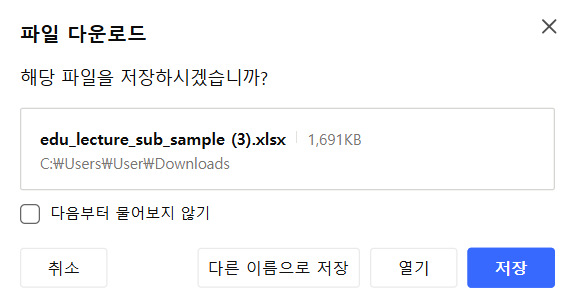 파일 다운로드
해당 파일을 저장하시겠습니까?
edu_lecture_sub_sample (3).xlsx 1,691KB
C:₩Users₩User₩Downloads
다음부터 물어보지 않기
취소 다른 이름으로 저장 열기 저장